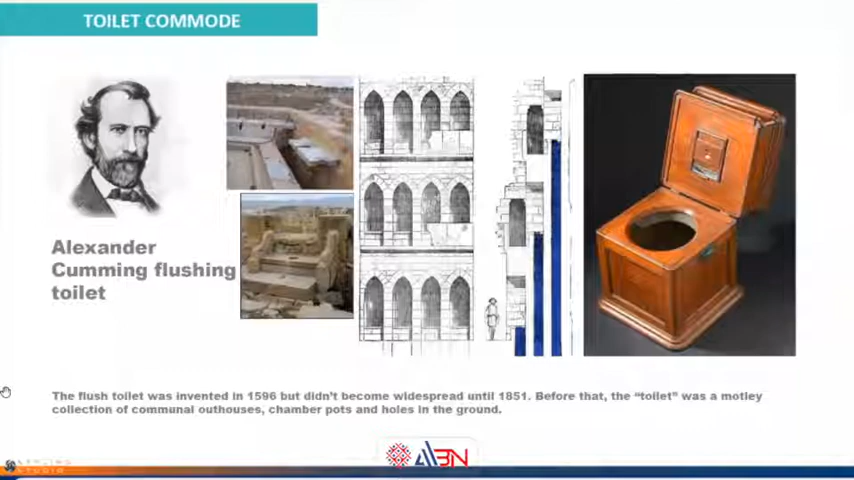 TOILET COMMODE
Alexander
Cumming flushing
toilet
The flush toilet was invented in 1596 but didn't become widespread until 1851. Before that, the “toilet” was a motley
collection of communal outhouses, chamber pots and holes in the ground.
ABN
STUDIO